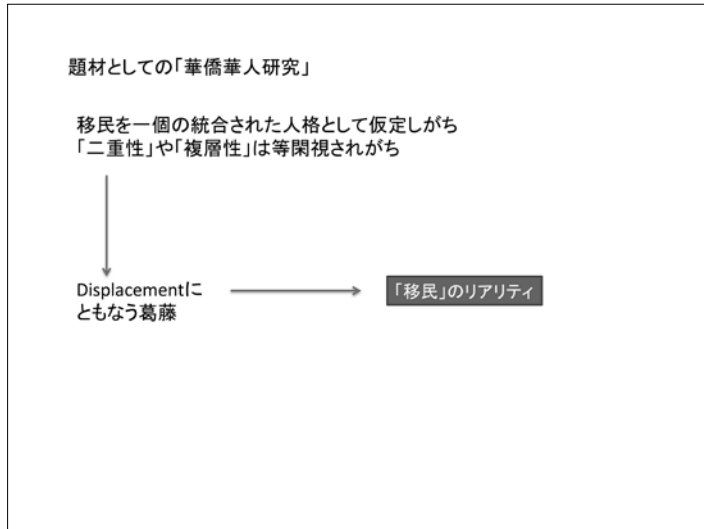 題材としての「華僑華人研究」
移民を一個の統合された人格として仮定しがち
「二重性」や「複層性」は等閑視されがち
Displacementに
ともなう葛藤
「移民」のリアリティ